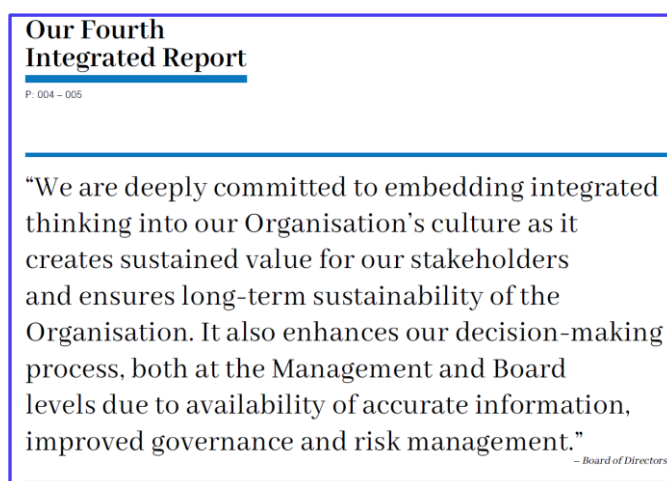 Our Fourth
Integrated Report
P: 004 – 005
“We are deeply committed to embedding integrated
thinking into our Organisation’s culture as it
creates sustained value for our stakeholders
and ensures long-term sustainability of the
Organisation. It also enhances our decision-making
process, both at the Management and Board
levels due to availability of accurate information,
improved governance and risk management.”
– Board of Directors